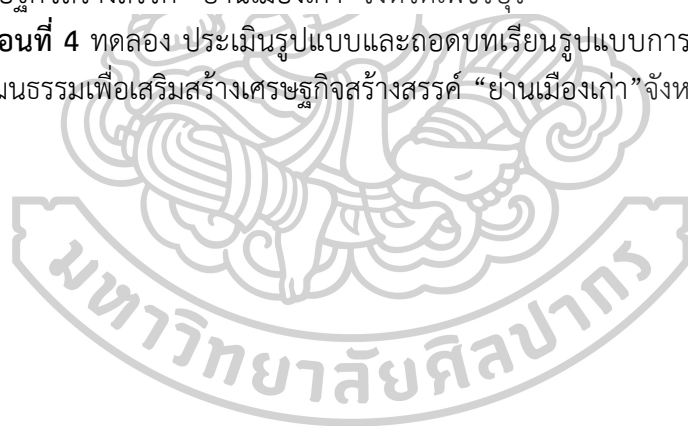 อนที่ 4 ทดลอง ประเมินรูปแบบและถอดบทเรียนรูปแบบการ
มนธรรมเพื่อเสริมสร้างเศรษฐกิจสร้างสรรค์ “ย่านเมืองเก่า”จังห
มหาวิทยาลัยศิลปากร